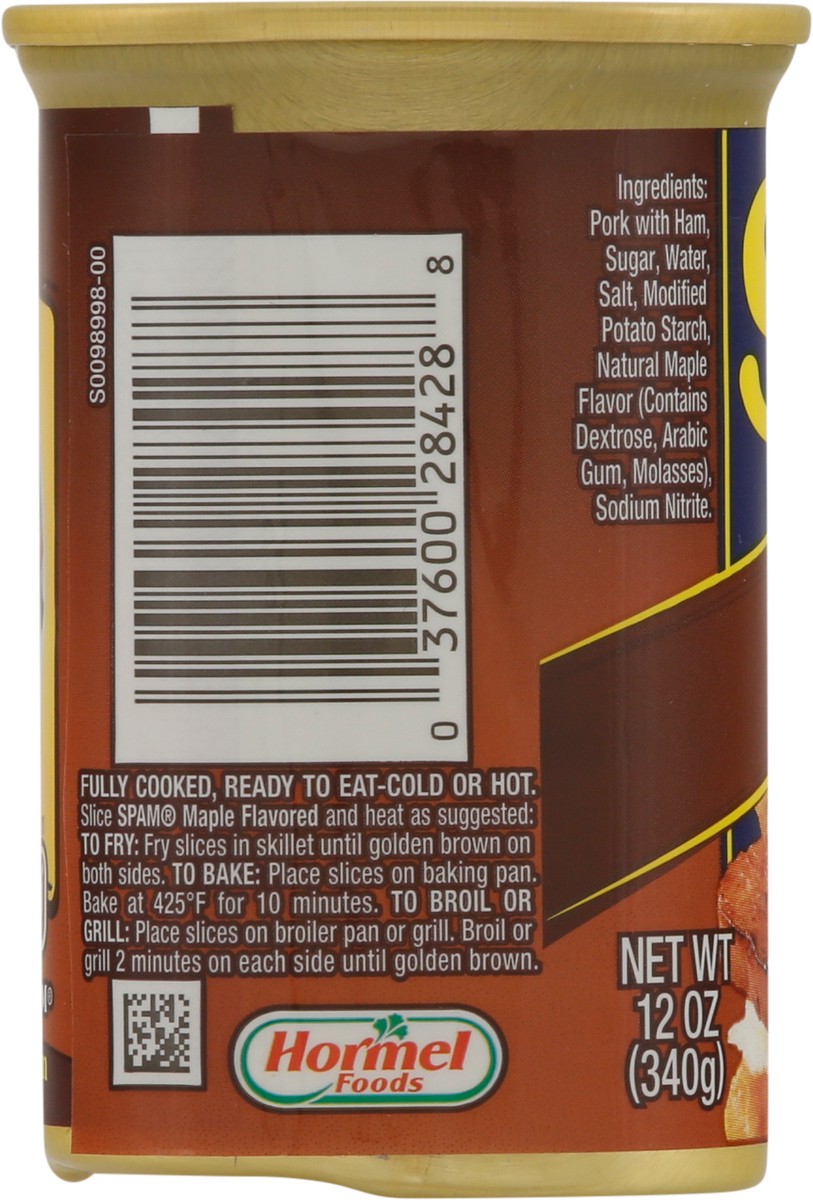 Ingredients:
Pork with Ham,
Sugar, Water,
Salt, Modified
Potato Starch,
Natural Maple
Flavor (Contains
Dextrose, Arabic
Gum, Molasses),
Sodium Nitrite.
S0098998-00
0 37600 28428 8
FULLY COOKED, READY TO EAT-COLD OR HOT.
Slice SPAM® Maple Flavored and heat as suggested:
TO FRY: Fry slices in skillet until golden brown on
both sides. TO BAKE: Place slices on baking pan.
Bake at 425°F for 10 minutes. TO BROIL OR
GRILL: Place slices on broiler pan or grill. Broil or
grill 2 minutes on each side until golden brown.
Hormel
Foods
NET WT
12 OZ
(340g)